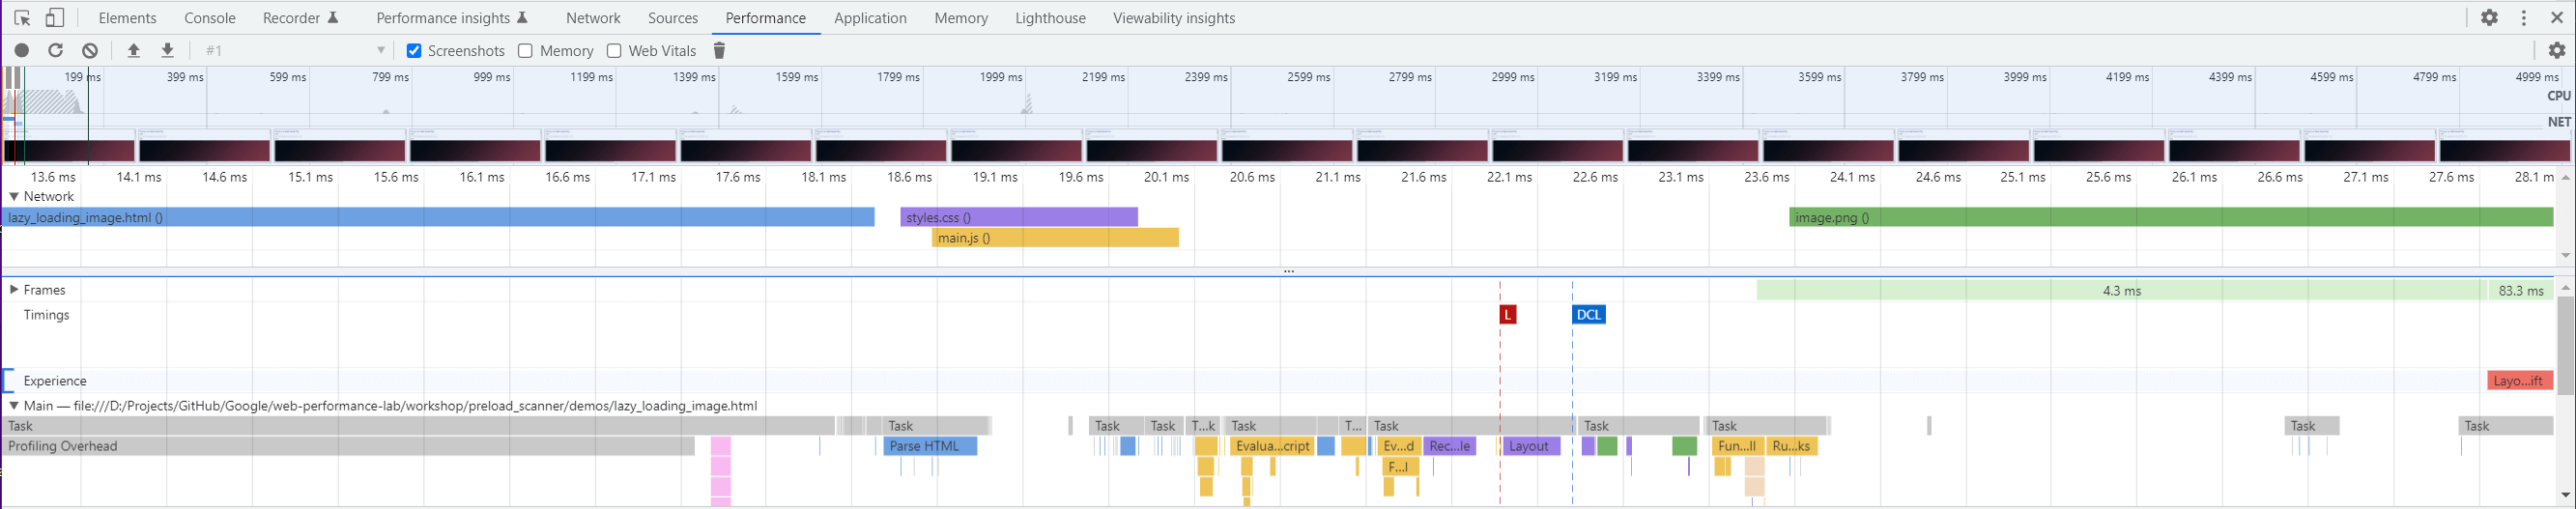 Elements Console Recorder Performance insights Network Sources Performance Application Memory Lighthouse Viewability insights
#1 Screenshots Memory Web Vitals
199 ms 399 ms 599 ms 799 ms 999 ms 1199 ms 1399 ms 1599 ms 1799 ms 1999 ms 2199 ms 2399 ms 2599 ms 2799 ms 2999 ms 3199 ms 3399 ms 3599 ms 3799 ms 3999 ms 4199 ms 4399 ms 4599 ms 4799 ms 4999 ms
CPU
NET
13.6 ms 14.1 ms 14.6 ms 15.1 ms 15.6 ms 16.1 ms 16.6 ms 17.1 ms 17.6 ms 18.1 ms 18.6 ms 19.1 ms 19.6 ms 20.1 ms 20.6 ms 21.1 ms 21.6 ms 22.1 ms 22.6 ms 23.1 ms 23.6 ms 24.1 ms 24.6 ms 25.1 ms 25.6 ms 26.1 ms 26.6 ms 27.1 ms 27.6 ms 28.1 m
Network
lazy_loading_image.html () styles.css () image.png ()
main.js ()
...
Frames 4.3 ms 83.3 ms
Timings L DCL
Experience Layo...ift
Main — file:///D:/Projects/GitHub/Google/web-performance-lab/workshop/preload_scanner/demos/lazy_loading_image.html
Task Task Task Task T...k Task T... Task Task Task Task Task
Profiling Overhead Parse HTML Evalua...cript Ev...d Rec...le Layout Fun...ll Ru...ks
F...l